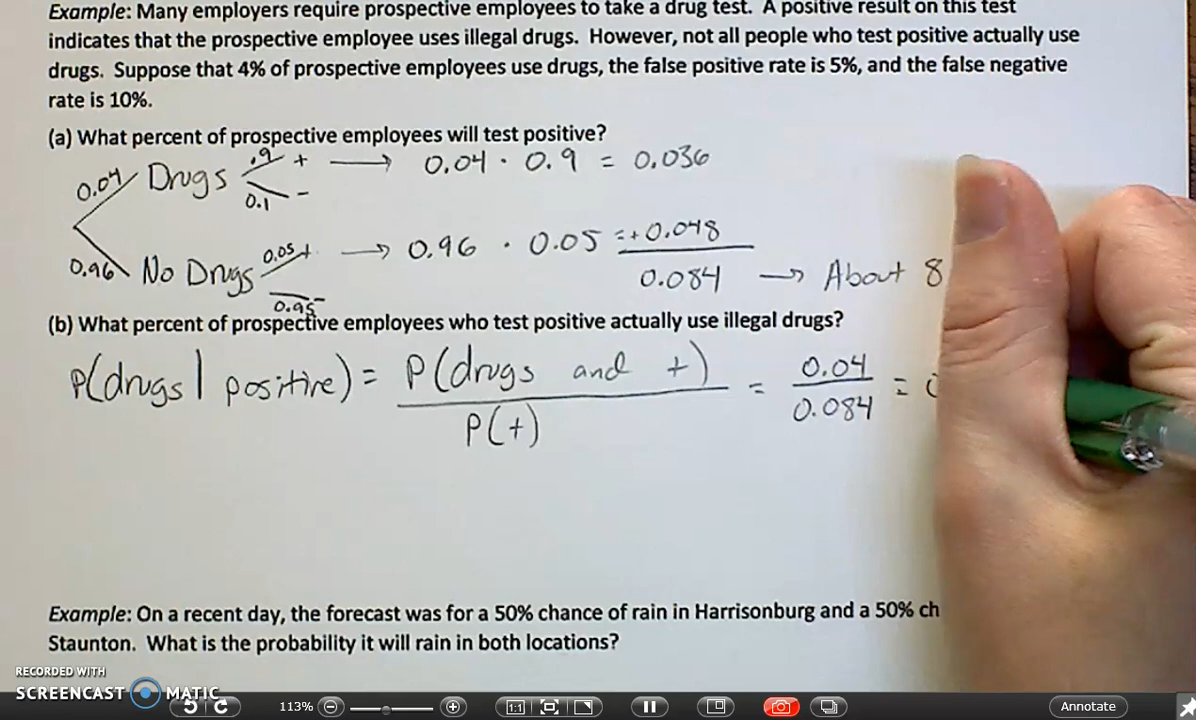 Example: Many employers require prospective employees to take a drug test. A positive result on this test
indicates that the prospective employee uses illegal drugs. However, not all people who test positive actually use
drugs. Suppose that 4% of prospective employees use drugs, the false positive rate is 5%, and the false negative
rate is 10%.
(a) What percent of prospective employees will test positive?
0.04 Drugs .9 + → 0.04 · 0.9 = 0.036
0.1 -
0.96 No Drugs 0.05 + → 0.96 · 0.05 = + 0.048
0.95 -
0.084 → About 8
(b) What percent of prospective employees who test positive actually use illegal drugs?
P(drugs | positive) = P(drugs and +) / P(+) = 0.04 / 0.084 = 0
Example: On a recent day, the forecast was for a 50% chance of rain in Harrisonburg and a 50% ch
Staunton. What is the probability it will rain in both locations?
RECORDED WITH
SCREENCAST MATIC
113%
1:1
Annotate